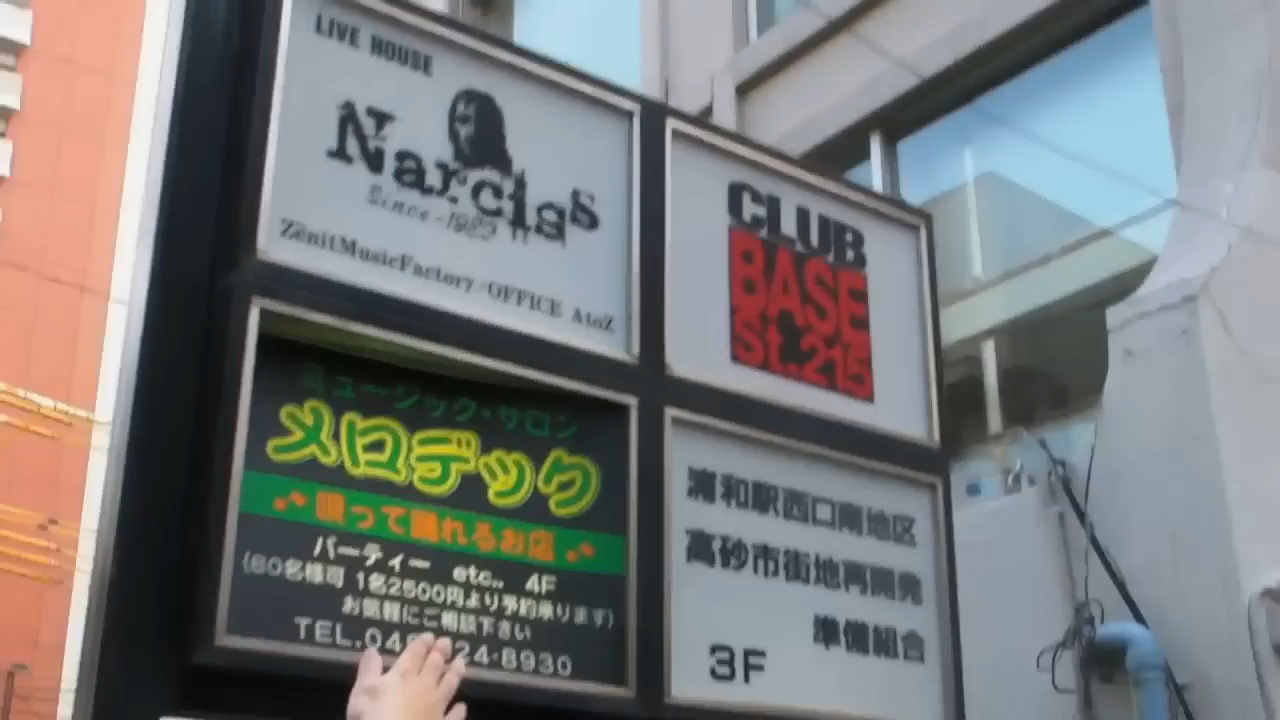 LIVE HOUSE
Narciss
Since-1985
ZenitMusicFactory/OFFICE AtoZ
CLUB
BASE
St.215
ミュージック・サロン
メロデック
唄って踊れるお店
パーティー etc.. 4F
(80名様可 1名2500円より予約承ります)
お気軽にご相談下さい
TEL.04 24-8930
浦和駅西口南地区
高砂市街地再開発
準備組合
3F